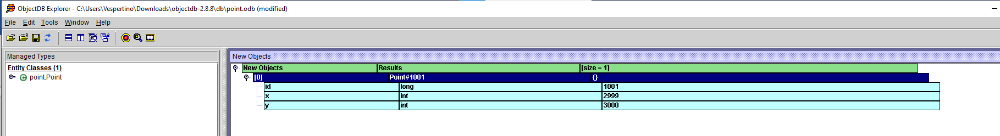 ObjectDB Explorer - C:\Users\Vespertino\Downloads\objectdb-2.8.8\db\point.odb (modified)
File Edit Tools Window Help
Managed Types
Entity Classes (1)
C point.Point
New Objects
New Objects Results [size = 1]
[0] Point#1001 {}
id long 1001
x int 2999
y int 3000